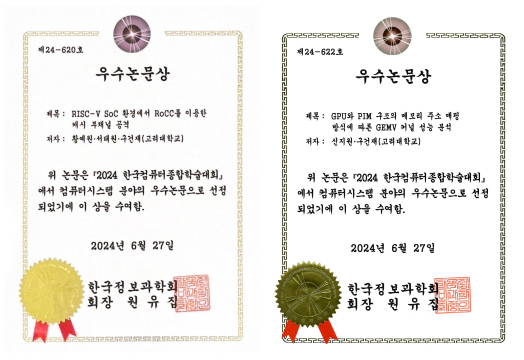 제24-620호
우수논문상
제목 : RISC-V SoC 환경에서 RoCC를 이용한
캐시 부채널 공격
저자 : 황예원·서태원·구건재(고려대학교)
위 논문은 『2024 한국컴퓨터종합학술대회』
에서 컴퓨터시스템 분야의 우수논문으로 선정
되었기에 이 상을 수여함.
2024년 6월 27일
한국정보과학회
회장 원유집
제24-622호
우수논문상
제목 : GPU와 PIM 구조의 메모리 주소 매핑
방식에 따른 GEMV 커널 성능 분석
저자 : 신지원·구건재(고려대학교)
위 논문은 『2024 한국컴퓨터종합학술대회』
에서 컴퓨터시스템 분야의 우수논문으로 선정
되었기에 이 상을 수여함.
2024년 6월 27일
한국정보과학회
회장 원유집